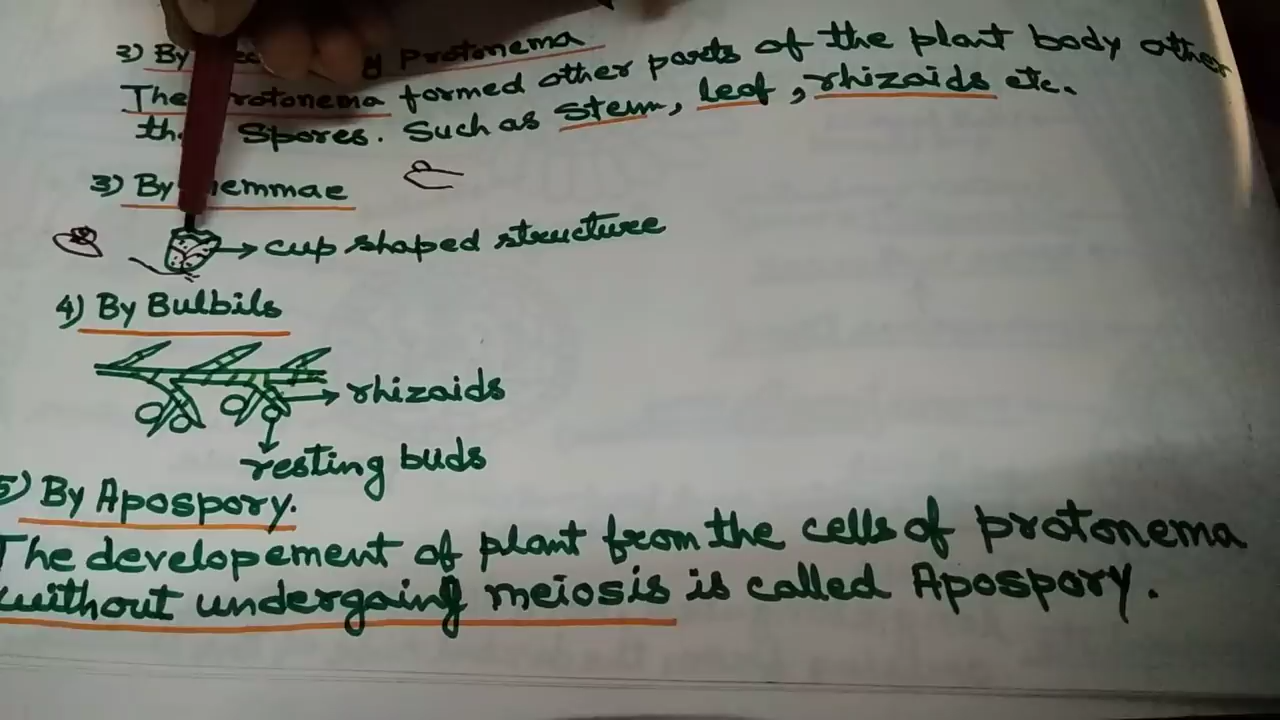 2) By Protonema
The rotonema formed other parts of the plant body other
th. Spores. Such as Stem, Leaf, rhizoids etc.
3) By emmae
cup shaped structure
4) By Bulbils
rhizoids
resting buds
5) By Apospory.
The developement of plant from the cells of protonema
without undergoing meiosis is called Apospory.